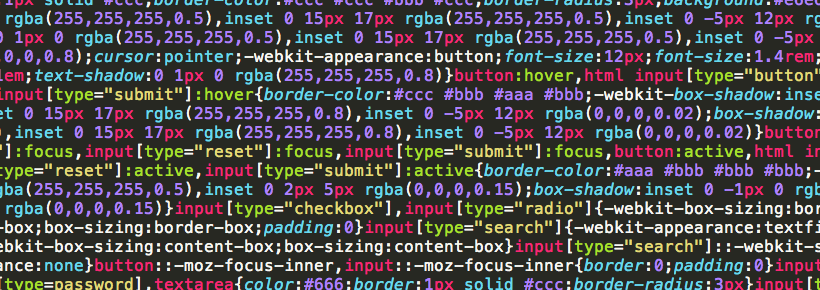 solid #ccc;border-color:#ccc #ccc #bbb #ccc;border-radius:3px;background:#e6e6
rgba(255,255,255,0.5),inset 0 15px 17px rgba(255,255,255,0.5),inset 0 -5px 12px rg
0 1px 0 rgba(255,255,255,0.5),inset 0 15px 17px rgba(255,255,255,0.5),inset 0 -5px
,0,0,0.8);cursor:pointer;-webkit-appearance:button;font-size:12px;font-size:1.4rem;
lem;text-shadow:0 1px 0 rgba(255,255,255,0.8)}button:hover,html input[type="button"
input[type="submit"]:hover{border-color:#ccc #bbb #aaa #bbb;-webkit-box-shadow:inse
et 0 15px 17px rgba(255,255,255,0.8),inset 0 -5px 12px rgba(0,0,0,0.02);box-shadow:
,inset 0 15px 17px rgba(255,255,255,0.8),inset 0 -5px 12px rgba(0,0,0,0.02)}button
"]:focus,input[type="reset"]:focus,input[type="submit"]:focus,button:active,html in
type="reset"]:active,input[type="submit"]:active{border-color:#aaa #bbb #bbb #bbb;-
gba(255,255,255,0.5),inset 0 2px 5px rgba(0,0,0,0.15);box-shadow:inset 0 -1px 0 rgb
rgba(0,0,0,0.15)}input[type="checkbox"],input[type="radio"]{-webkit-box-sizing:bor
-box;box-sizing:border-box;padding:0}input[type="search"]{-webkit-appearance:textfi
ebkit-box-sizing:content-box;box-sizing:content-box}input[type="search"]::-webkit-s
ance:none}button::-moz-focus-inner,input::-moz-focus-inner{border:0;padding:0}input
[type=password],textarea{color:#666;border:1px solid #ccc;border-radius:3px}input[t